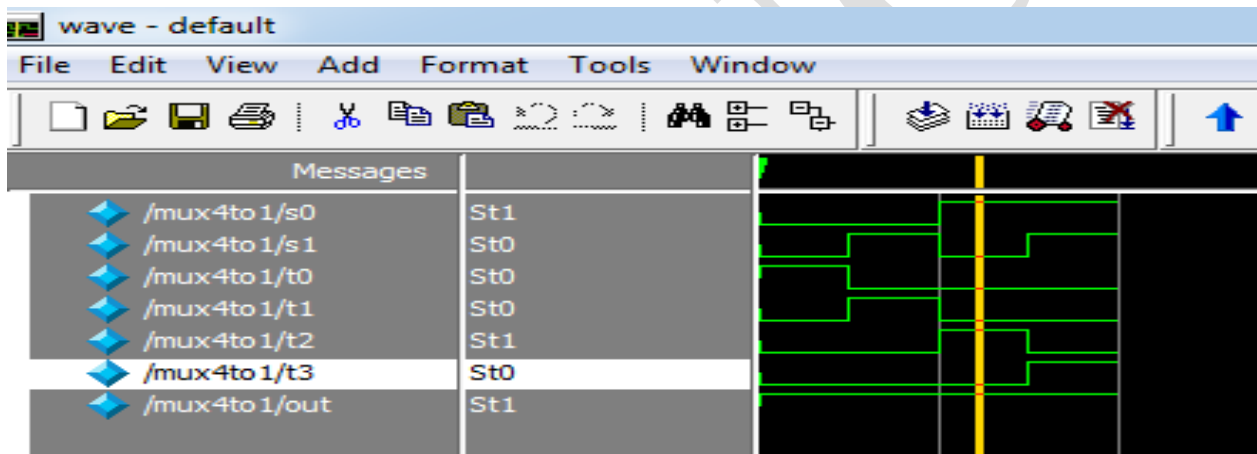 wave - default
File Edit View Add Format Tools Window
Messages
/mux4to1/s0 St1
/mux4to1/s1 St0
/mux4to1/t0 St0
/mux4to1/t1 St0
/mux4to1/t2 St1
/mux4to1/t3 St0
/mux4to1/out St1